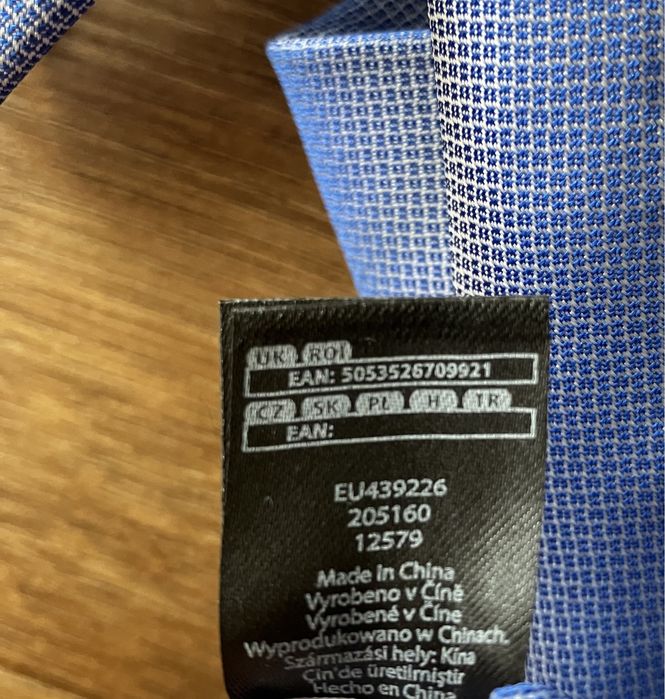 UK ROI
EAN: 5053526709921
CZ SK PL H TR
EAN:
EU439226
205160
12579
Made in China
Vyrobeno v Číně
Vyrobené v Číne
Wyprodukowano w Chinach.
Származási hely: Kína
Çin'de üretilmiştir
Hecho en China